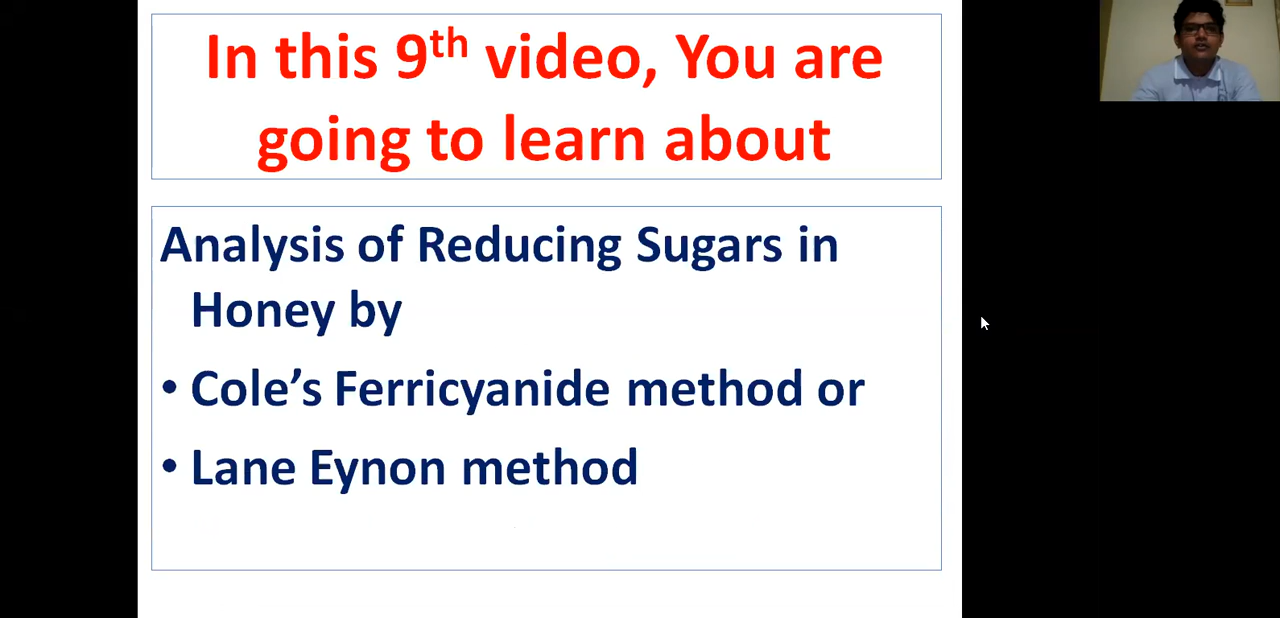 In this 9th video, You are
going to learn about
Analysis of Reducing Sugars in
Honey by
• Cole’s Ferricyanide method or
• Lane Eynon method